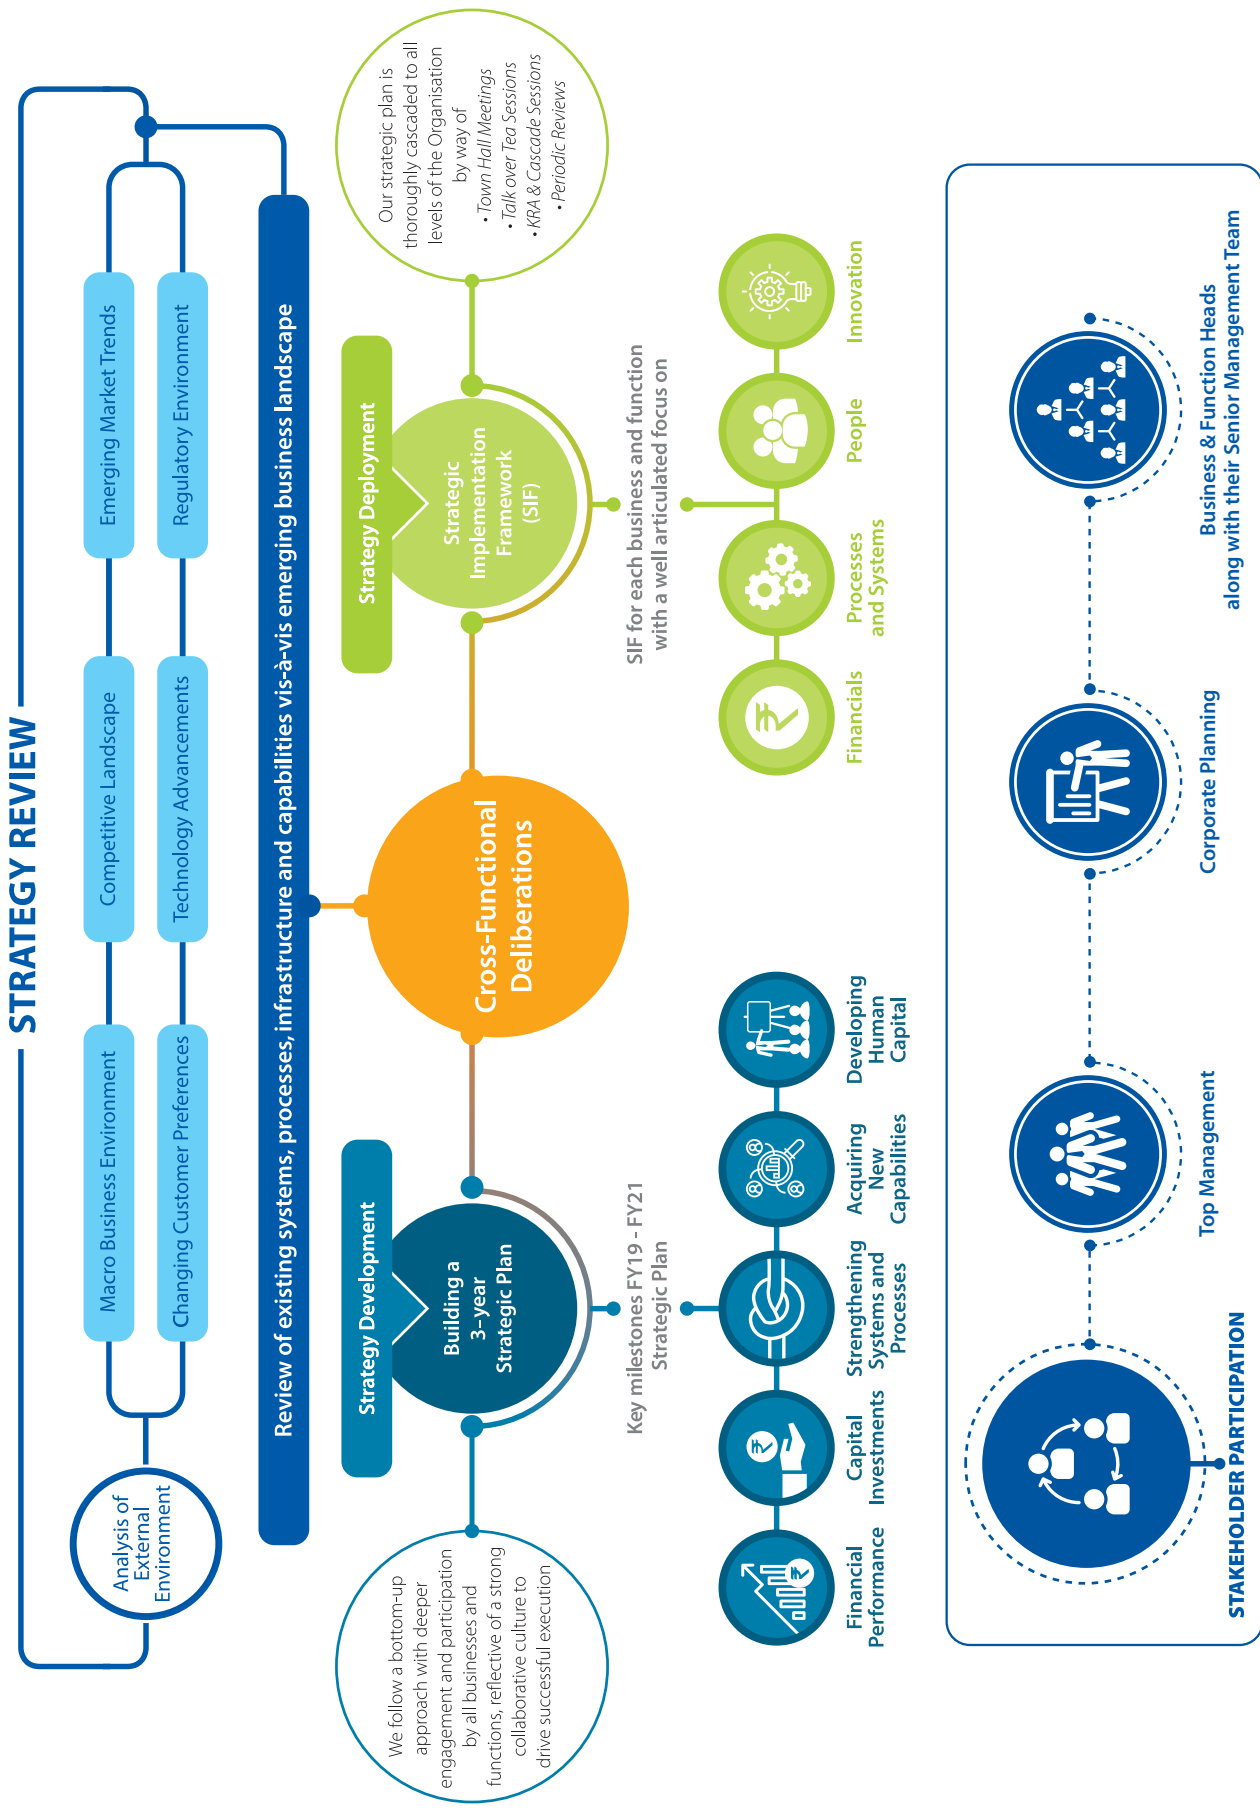 STRATEGY REVIEW
Analysis of
External
Environment
Macro Business Environment
Competitive Landscape
Emerging Market Trends
Changing Customer Preferences
Technology Advancements
Regulatory Environment
Review of existing systems, processes, infrastructure and capabilities vis-à-vis emerging business landscape
We follow a bottom-up
approach with deeper
engagement and participation
by all businesses and
functions, reflective of a strong
collaborative culture to
drive successful execution
Strategy Development
Building a
3–year
Strategic Plan
Cross-Functional
Deliberations
Strategy Deployment
Strategic
Implementation
Framework
(SIF)
Our strategic plan is
thoroughly cascaded to all
levels of the Organisation
by way of
• Town Hall Meetings
• Talk over Tea Sessions
• KRA & Cascade Sessions
• Periodic Reviews
Key milestones FY19 - FY21
Strategic Plan
Financial
Performance
Capital
Investments
Strengthening
Systems and
Processes
Acquiring
New
Capabilities
Developing
Human
Capital
SIF for each business and function
with a well articulated focus on
Financials
Processes
and Systems
People
Innovation
STAKEHOLDER PARTICIPATION
Top Management
Corporate Planning
Business & Function Heads
along with their Senior Management Team